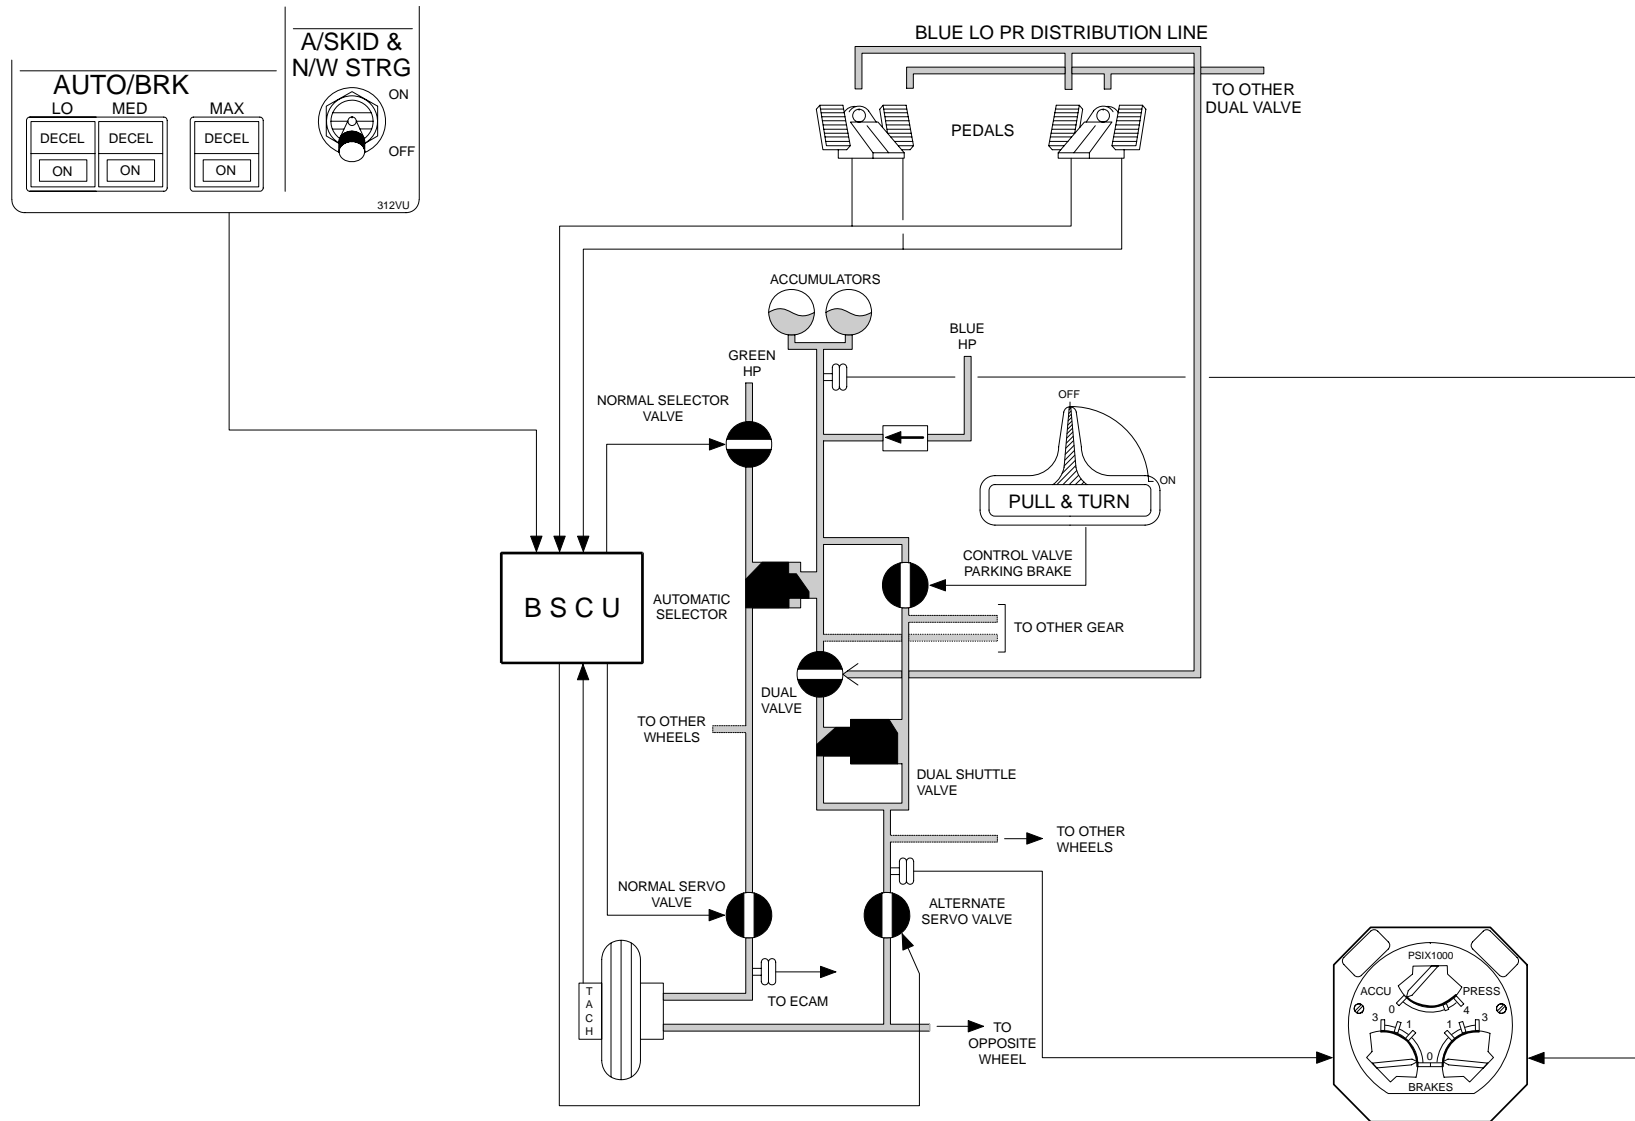 BLUE LO PR DISTRIBUTION LINE
A/SKID &
N/W STRG
ON
OFF
AUTO/BRK
LO
MED
MAX
DECEL
DECEL
DECEL
ON
ON
ON
312VU
TO OTHER
DUAL VALVE
PEDALS
ACCUMULATORS
BLUE
HP
GREEN
HP
NORMAL SELECTOR
VALVE
OFF
ON
PULL & TURN
CONTROL VALVE
PARKING BRAKE
B S C U
AUTOMATIC
SELECTOR
TO OTHER GEAR
DUAL
VALVE
TO OTHER
WHEELS
DUAL SHUTTLE
VALVE
TO OTHER
WHEELS
NORMAL SERVO
VALVE
ALTERNATE
SERVO VALVE
TO ECAM
TACH
TO
OPPOSITE
WHEEL
PSIX1000
ACCU
PRESS
0
4
3
1
1
3
0
BRAKES